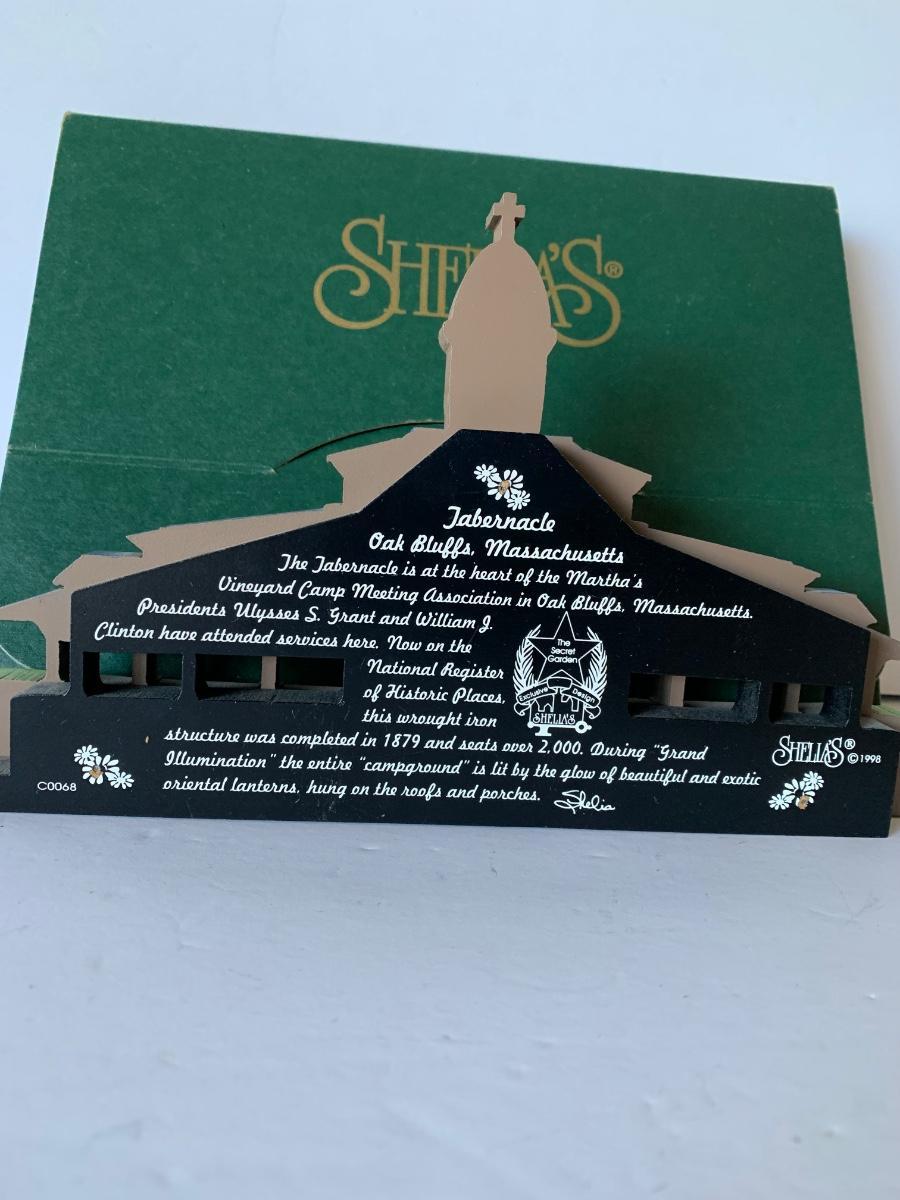 SHELIA'S®
Tabernacle
Oak Bluffs, Massachusetts
The Tabernacle is at the heart of the Martha's
Vineyard Camp Meeting Association in Oak Bluffs, Massachusetts.
Presidents Ulysses S. Grant and William J.
Clinton have attended services here. Now on the
National Register
of Historic Places,
this wrought iron
structure was completed in 1879 and seats over 2,000. During "Grand
Illumination" the entire "campground" is lit by the glow of beautiful and exotic
oriental lanterns, hung on the roofs and porches.
Shelia
The
Secret
Garden
Exclusive Design
SHELIA'S
SHELIA'S® © 1998
C0068